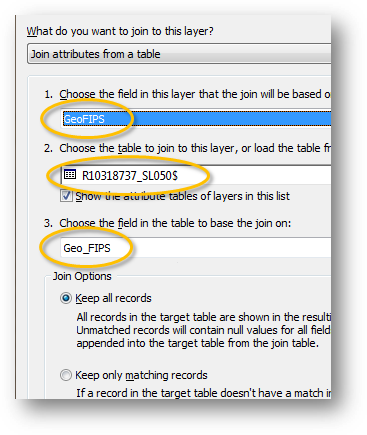 What do you want to join to this layer?
Join attributes from a table
1. Choose the field in this layer that the join will be based
GeoFIPS
2. Choose the table to join to this layer, or load the table
R10318737_SL050$
Show the attribute tables of layers in this list
3. Choose the field in the table to base the join on:
Geo_FIPS
Join Options
Keep all records
All records in the target table are shown in the
Unmatched records will contain null values for all
appended into the target table from the join table.
Keep only matching records
If a record in the target table doesn't have a match